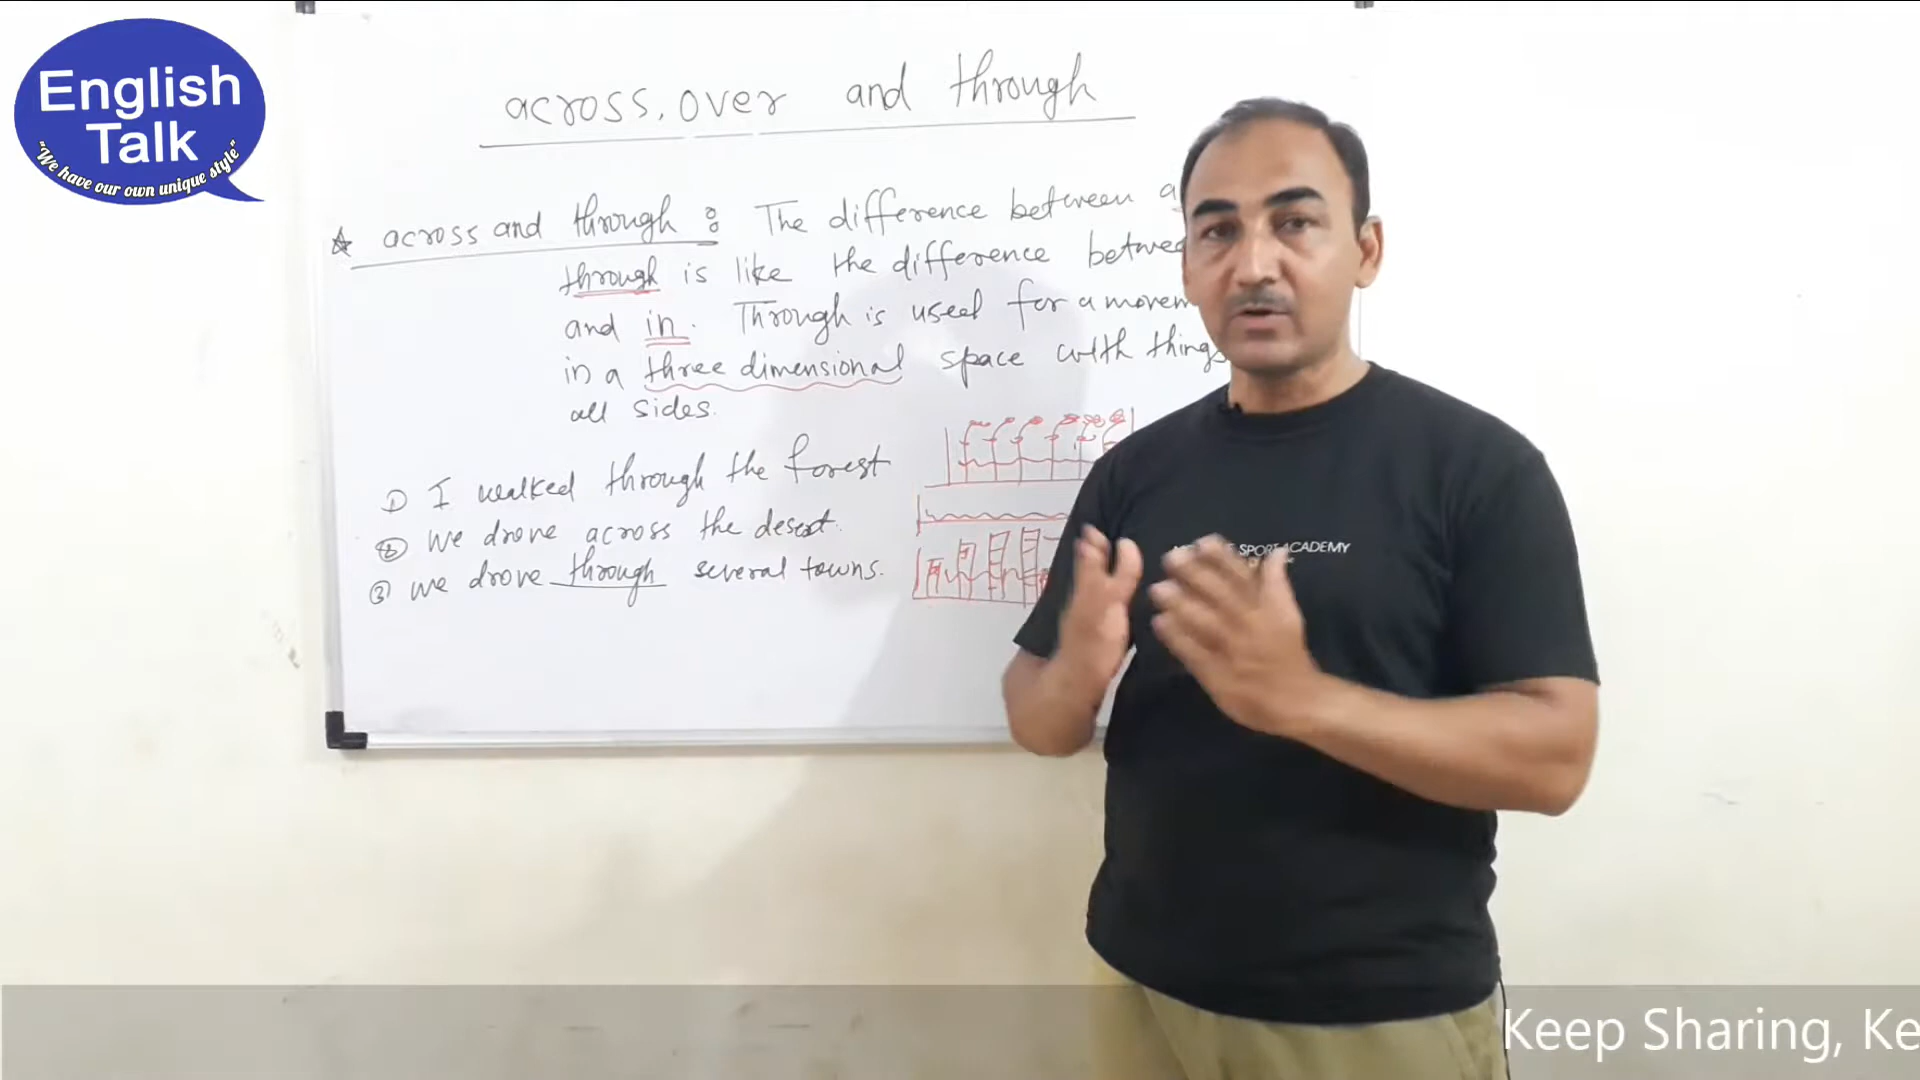 English
Talk
"We have our own unique style"
across, over and through
across and through : The difference between a
through is like the difference betwee
and in. Through is used for a movem
in a three dimensional space with things
all sides.
① I walked through the forest
② We drove across the desert.
③ We drove through several towns.
SPORT ACADEMY
Keep Sharing, Ke